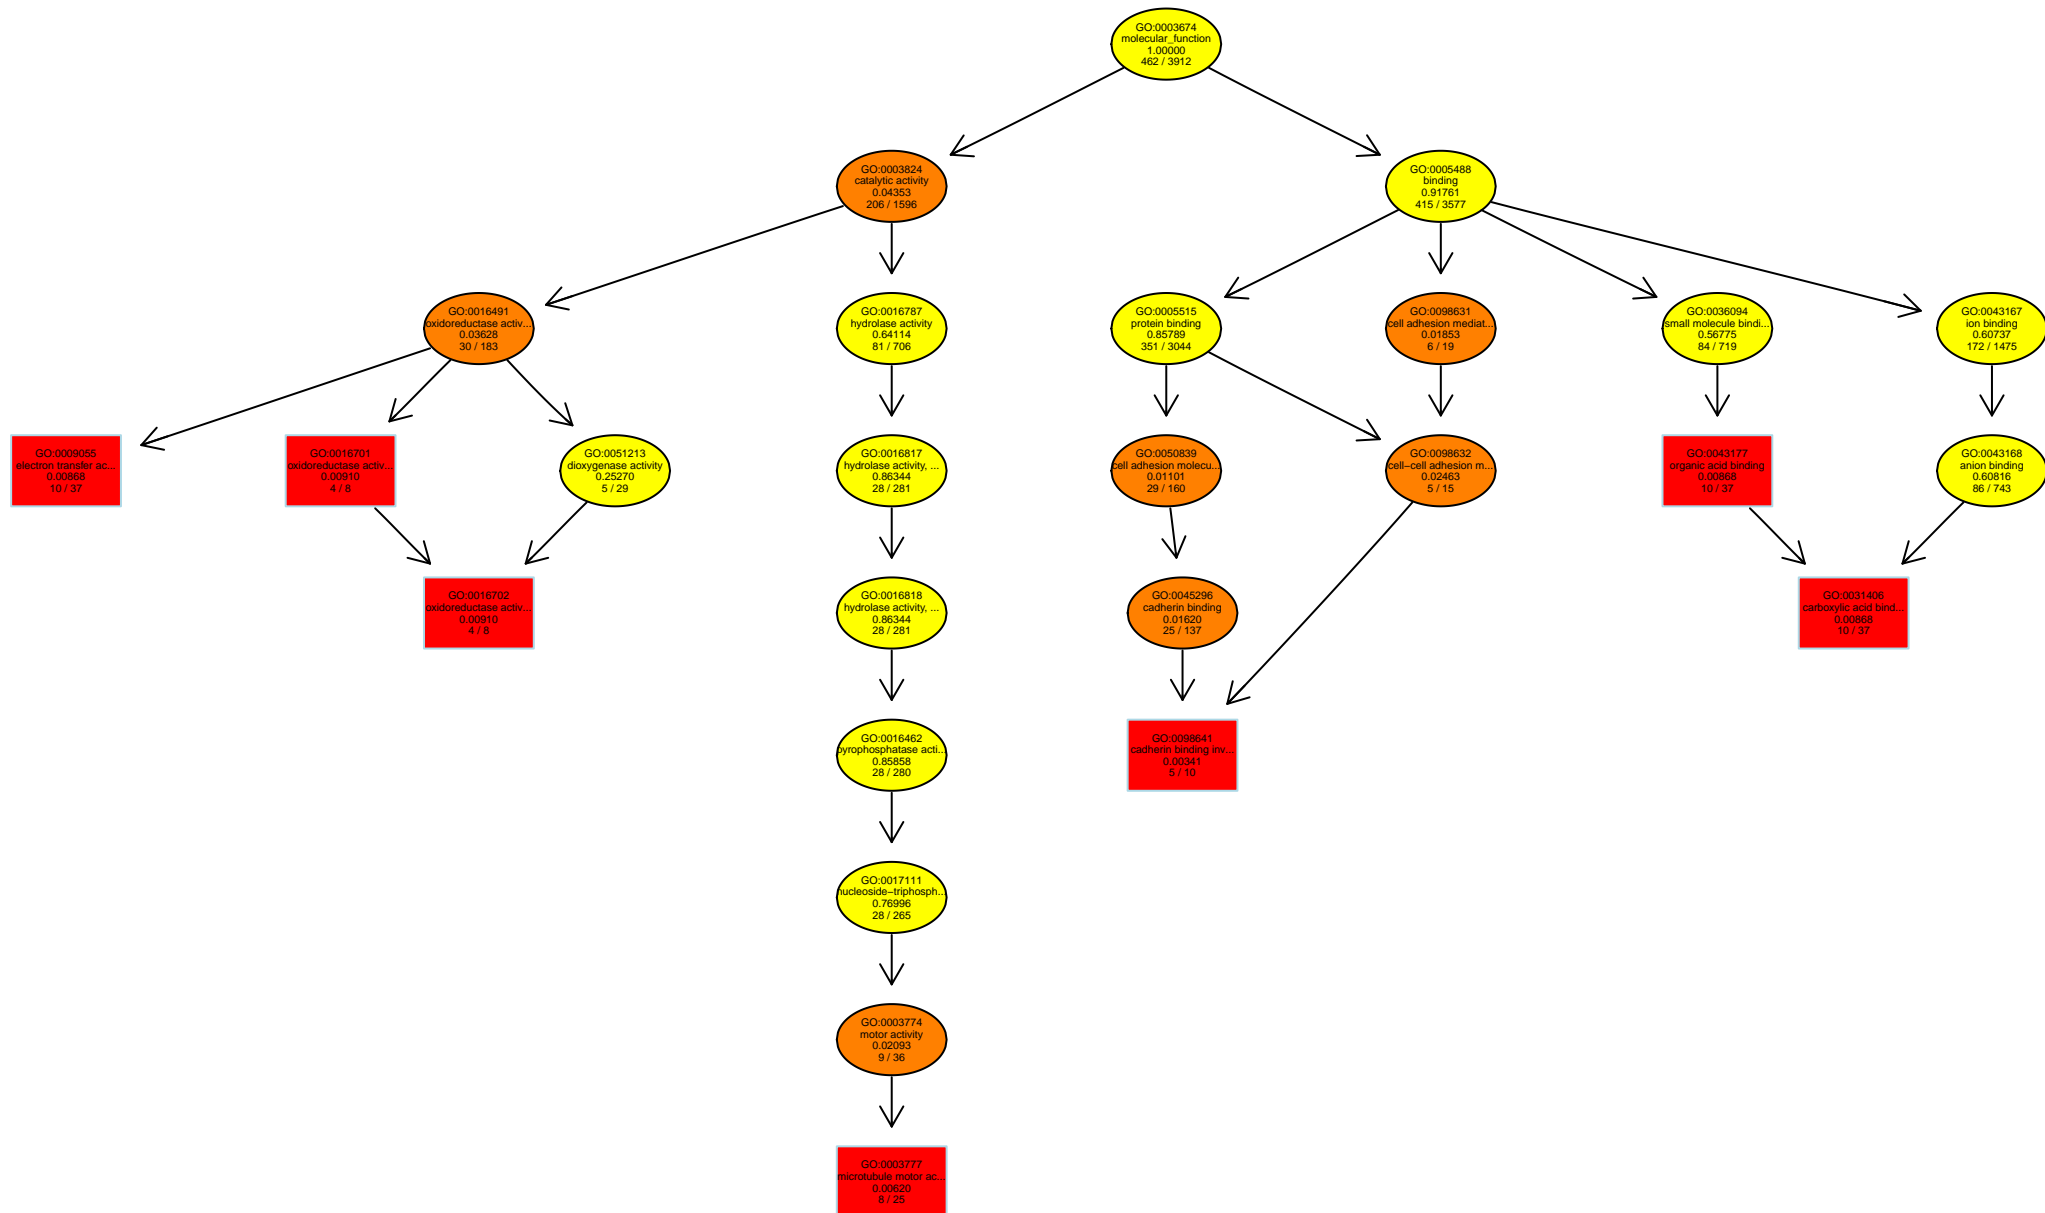 GO:0003674
molecular_function
1.00000
462 / 3912
GO:0003824
catalytic activity
0.04353
206 / 1596
GO:0005488
binding
0.91761
415 / 3577
GO:0016491
oxidoreductase activ...
0.03628
30 / 183
GO:0016787
hydrolase activity
0.64114
81 / 706
GO:0005515
protein binding
0.85789
351 / 3044
GO:0098631
cell adhesion mediat...
0.01853
6 / 19
GO:0036094
small molecule bindi...
0.56775
84 / 719
GO:0043167
ion binding
0.60737
172 / 1475
GO:0009055
electron transfer ac...
0.00868
10 / 37
GO:0016701
oxidoreductase activ...
0.00910
4 / 8
GO:0051213
dioxygenase activity
0.25270
5 / 29
GO:0016817
hydrolase activity, ...
0.86344
28 / 281
GO:0050839
cell adhesion molecu...
0.01101
29 / 160
GO:0098632
cell−cell adhesion m...
0.02463
5 / 15
GO:0043177
organic acid binding
0.00868
10 / 37
GO:0043168
anion binding
0.60816
86 / 743
GO:0016702
oxidoreductase activ...
0.00910
4 / 8
GO:0016818
hydrolase activity, ...
0.86344
28 / 281
GO:0045296
cadherin binding
0.01620
25 / 137
GO:0031406
carboxylic acid bind...
0.00868
10 / 37
GO:0016462
pyrophosphatase acti...
0.85858
28 / 280
GO:0098641
cadherin binding inv...
0.00341
5 / 10
GO:0017111
nucleoside−triphosph...
0.76996
28 / 265
GO:0003774
motor activity
0.02093
9 / 36
GO:0003777
microtubule motor ac...
0.00620
8 / 25